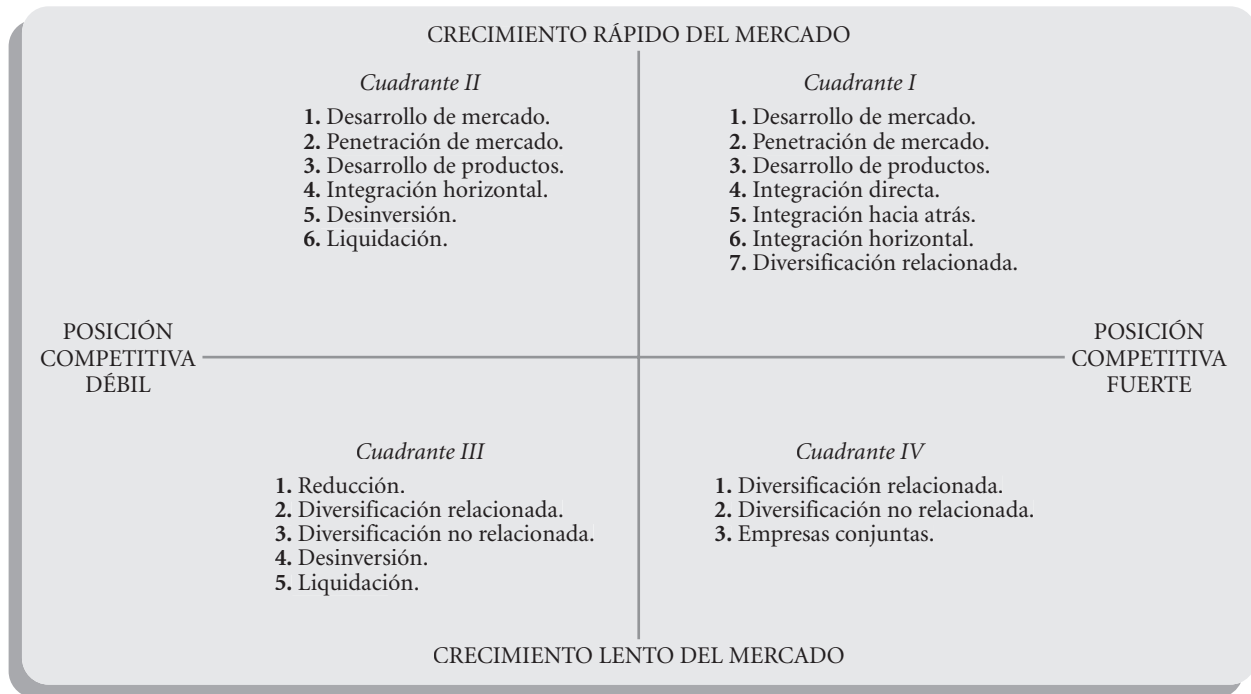 CRECIMIENTO RÁPIDO DEL MERCADO
Cuadrante II
1. Desarrollo de mercado.
2. Penetración de mercado.
3. Desarrollo de productos.
4. Integración horizontal.
5. Desinversión.
6. Liquidación.
Cuadrante I
1. Desarrollo de mercado.
2. Penetración de mercado.
3. Desarrollo de productos.
4. Integración directa.
5. Integración hacia atrás.
6. Integración horizontal.
7. Diversificación relacionada.
POSICIÓN
COMPETITIVA
DÉBIL
POSICIÓN
COMPETITIVA
FUERTE
Cuadrante III
1. Reducción.
2. Diversificación relacionada.
3. Diversificación no relacionada.
4. Desinversión.
5. Liquidación.
Cuadrante IV
1. Diversificación relacionada.
2. Diversificación no relacionada.
3. Empresas conjuntas.
CRECIMIENTO LENTO DEL MERCADO